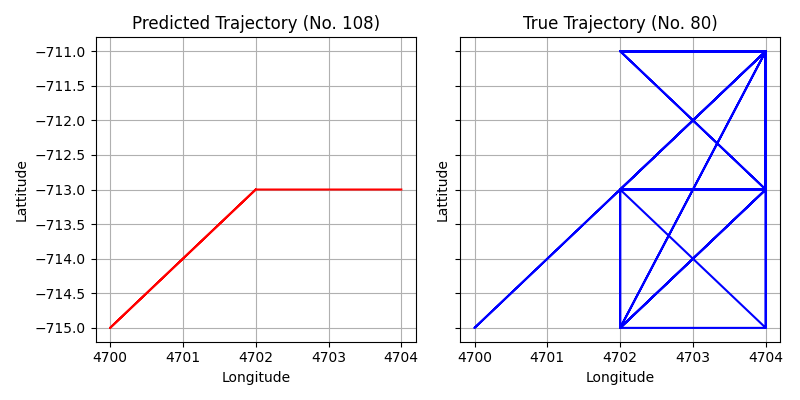 Predicted Trajectory (No. 108)
True Trajectory (No. 80)
Lattitude
−711.0
−711.5
−712.0
−712.5
−713.0
−713.5
−714.0
−714.5
−715.0
4700 4701 4702 4703 4704
Longitude
Lattitude
4700 4701 4702 4703 4704
Longitude